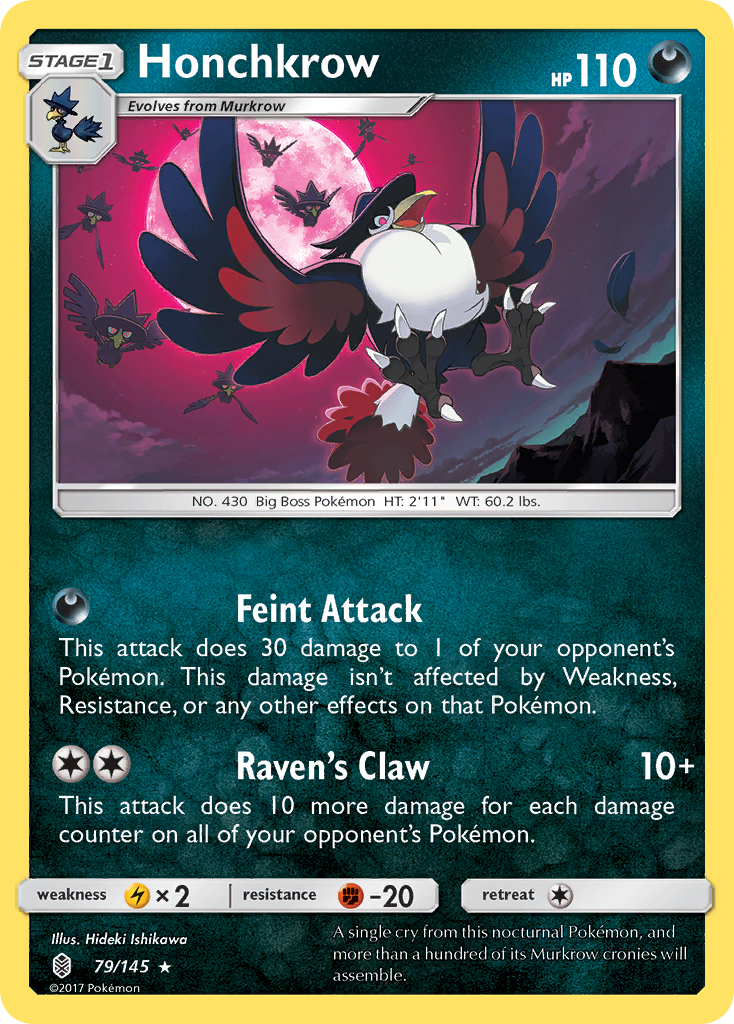 STAGE1
Honchkrow
HP110
Evolves from Murkrow
NO. 430 Big Boss Pokémon HT: 2'11" WT: 60.2 lbs.
Feint Attack
This attack does 30 damage to 1 of your opponent's
Pokémon. This damage isn't affected by Weakness,
Resistance, or any other effects on that Pokémon.
Raven's Claw 10+
This attack does 10 more damage for each damage
counter on all of your opponent's Pokémon.
weakness ×2 resistance -20 retreat
Illus. Hideki Ishikawa
79/145 ★
©2017 Pokémon
A single cry from this nocturnal Pokémon, and
more than a hundred of its Murkrow cronies will
assemble.